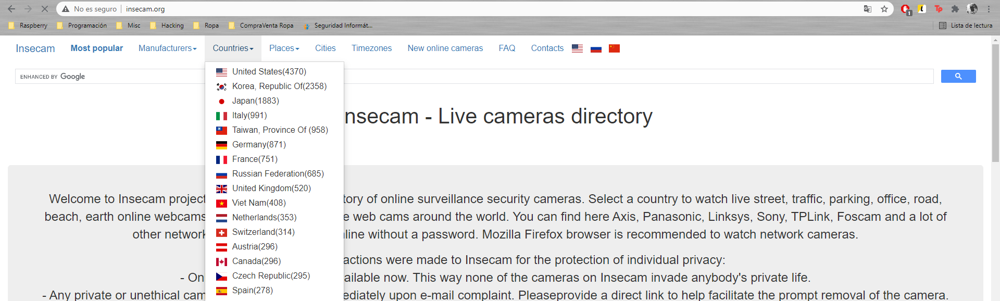 No es seguro insecam.org
Raspberry Programación Misc Hacking Ropa CompraVenta Ropa Seguridad Informát... Lista de lectura
Insecam Most popular Manufacturers Countries Places Cities Timezones New online cameras FAQ Contacts
ENHANCED BY Google
United States(4370)
Korea, Republic Of(2358)
Japan(1883)
Italy(991)
Taiwan, Province Of (958)
Germany(871)
France(751)
Russian Federation(685)
United Kingdom(520)
Viet Nam(408)
Netherlands(353)
Switzerland(314)
Austria(296)
Canada(296)
Czech Republic(295)
Spain(278)
nsecam - Live cameras directory
Welcome to Insecam project tory of online surveillance security cameras. Select a country to watch live street, traffic, parking, office, road,
beach, earth online webcams e web cams around the world. You can find here Axis, Panasonic, Linksys, Sony, TPLink, Foscam and a lot of
other network line without a password. Mozilla Firefox browser is recommended to watch network cameras.
actions were made to Insecam for the protection of individual privacy:
- On ailable now. This way none of the cameras on Insecam invade anybody's private life.
- Any private or unethical cam ediately upon e-mail complaint. Pleaseprovide a direct link to help facilitate the prompt removal of the camera.